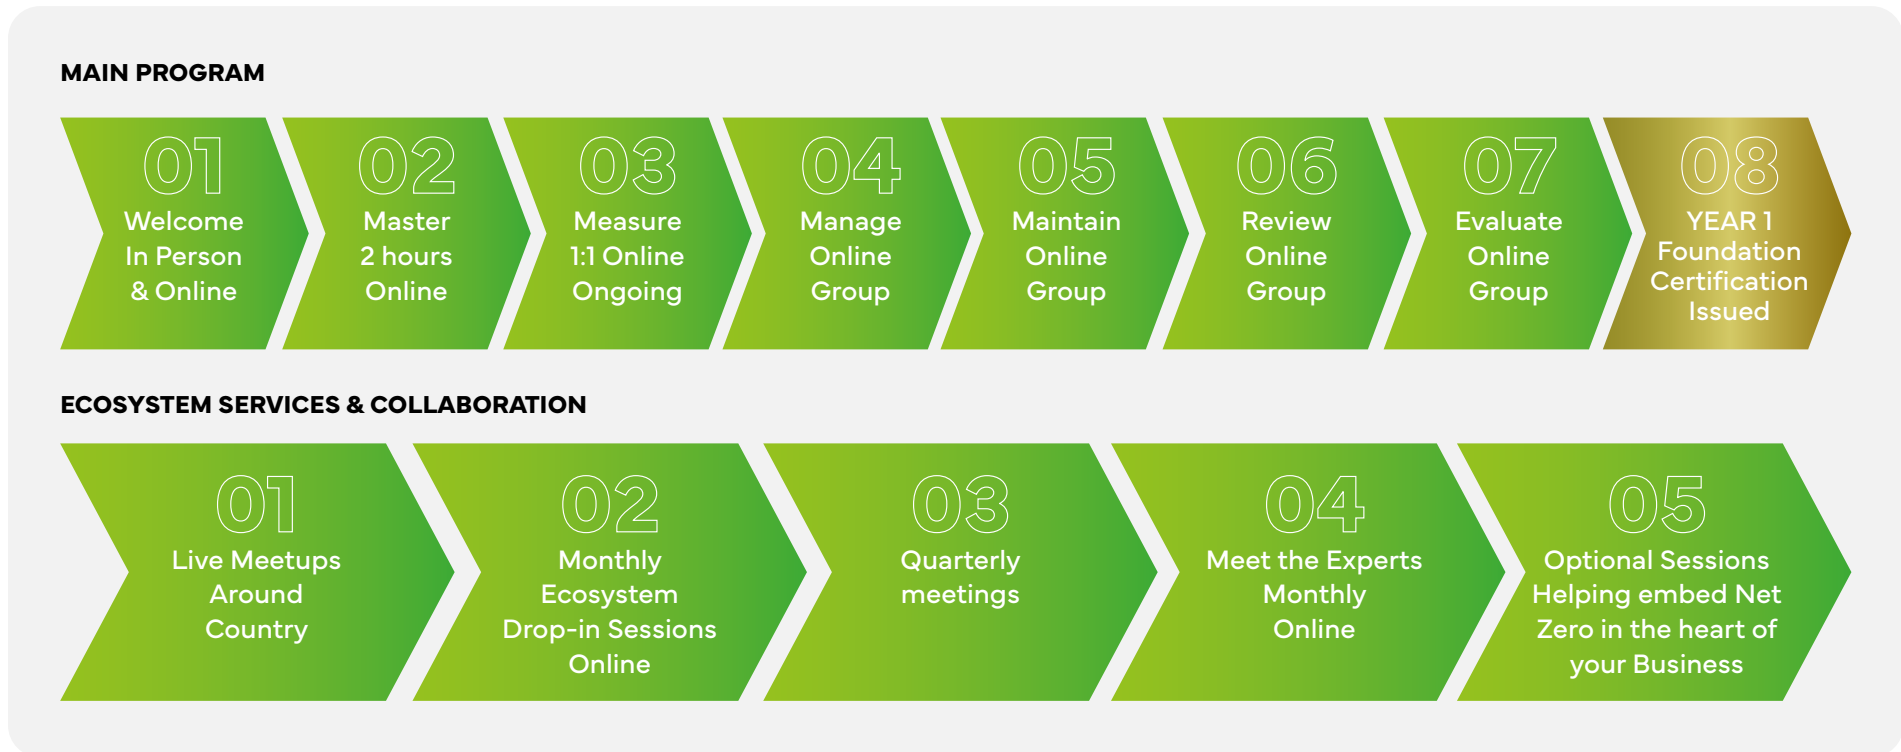 MAIN PROGRAM
01
Welcome
In Person
& Online
02
Master
2 hours
Online
03
Measure
1:1 Online
Ongoing
04
Manage
Online
Group
05
Maintain
Online
Group
06
Review
Online
Group
07
Evaluate
Online
Group
08
YEAR 1
Foundation
Certification
Issued
ECOSYSTEM SERVICES & COLLABORATION
01
Live Meetups
Around
Country
02
Monthly
Ecosystem
Drop-in Sessions
Online
03
Quarterly
meetings
04
Meet the Experts
Monthly
Online
05
Optional Sessions
Helping embed Net
Zero in the heart of
your Business